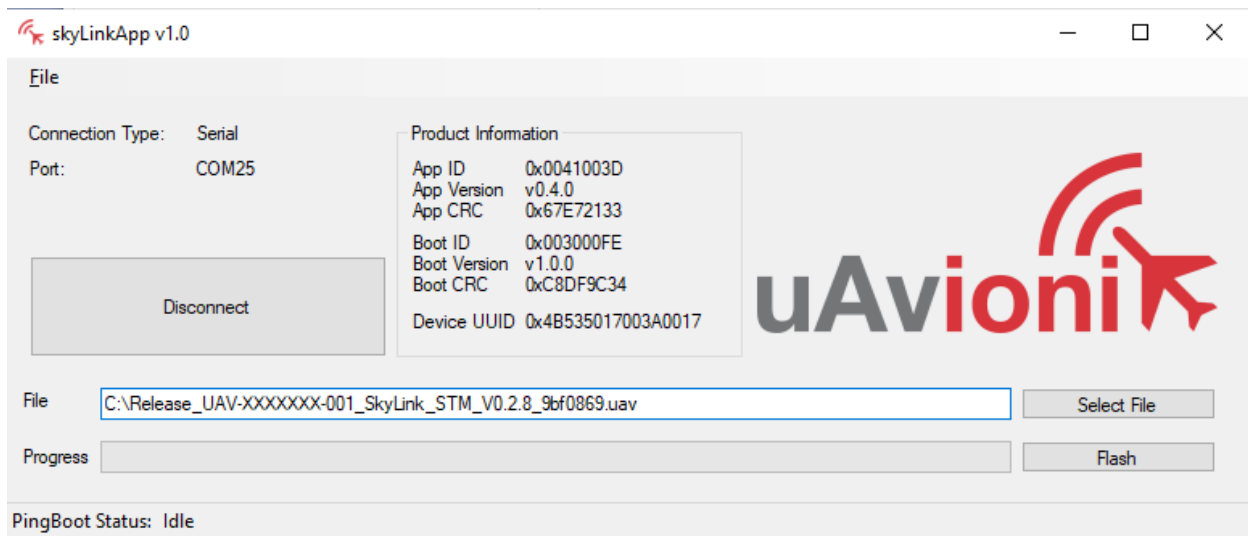 skyLinkApp v1.0
File
Connection Type: Serial
Port: COM25
Disconnect
Product Information
App ID 0x0041003D
App Version v0.4.0
App CRC 0x67E72133
Boot ID 0x003000FE
Boot Version v1.0.0
Boot CRC 0xC8DF9C34
Device UUID 0x4B535017003A0017
uAvionix
File C:\Release_UAV-XXXXXXX-001_SkyLink_STM_V0.2.8_9bf0869.uav Select File
Progress Flash
PingBoot Status: Idle